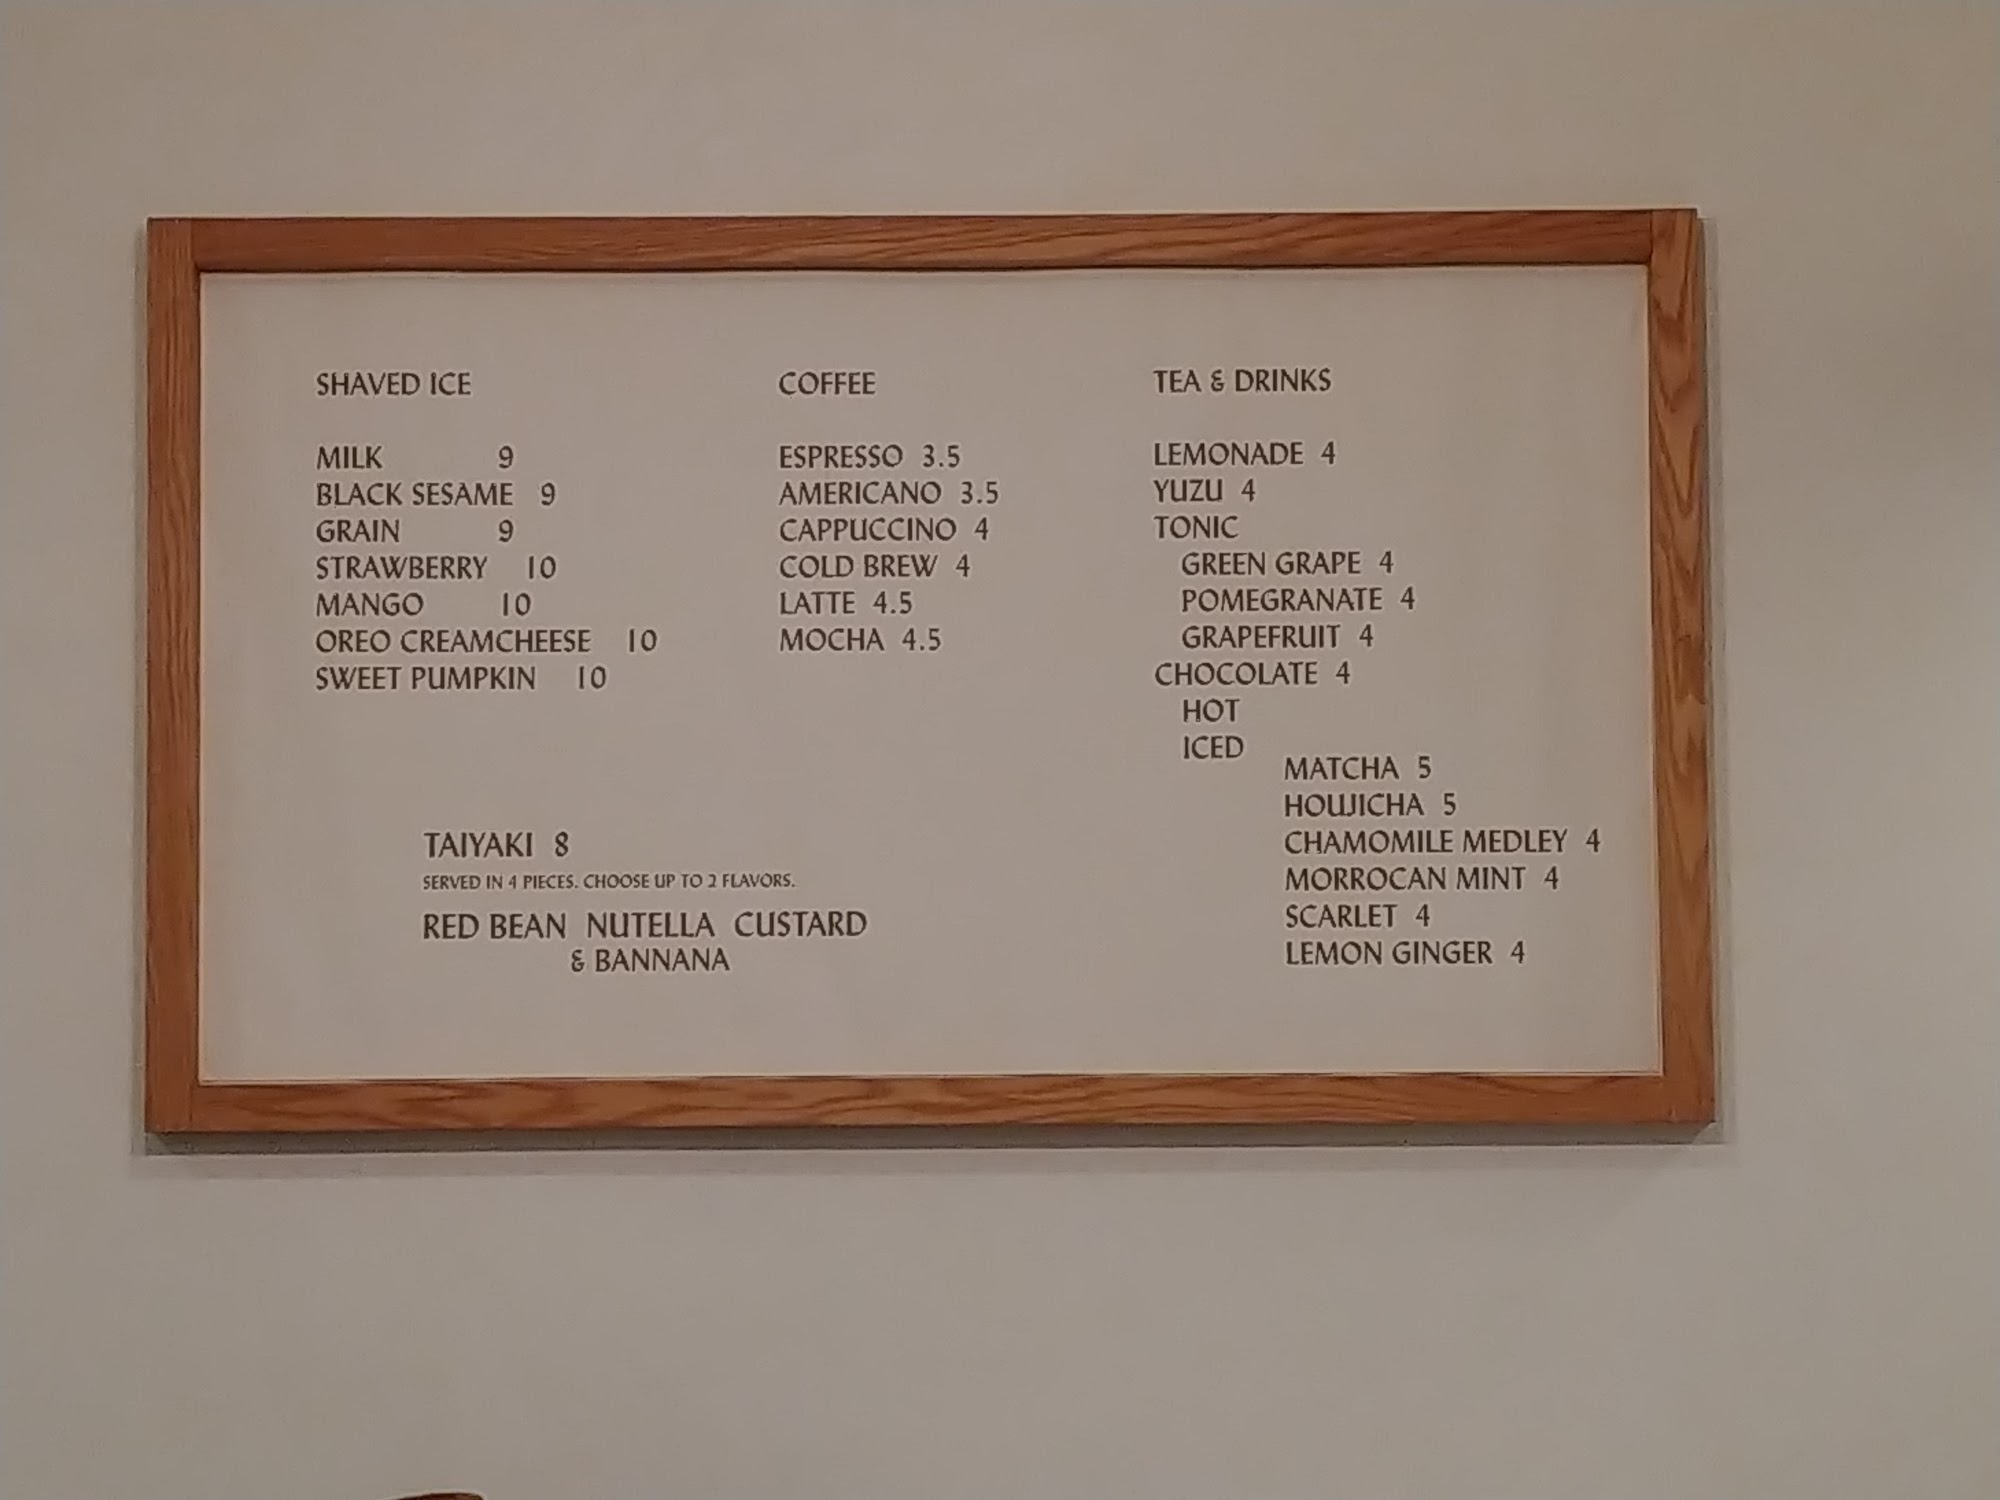 SHAVED ICE
MILK 9
BLACK SESAME 9
GRAIN 9
STRAWBERRY 10
MANGO 10
OREO CREAMCHEESE 10
SWEET PUMPKIN 10
TAIYAKI 8
SERVED IN 4 PIECES. CHOOSE UP TO 2 FLAVORS.
RED BEAN NUTELLA CUSTARD
& BANNANA
COFFEE
ESPRESSO 3.5
AMERICANO 3.5
CAPPUCCINO 4
COLD BREW 4
LATTE 4.5
MOCHA 4.5
TEA & DRINKS
LEMONADE 4
YUZU 4
TONIC
GREEN GRAPE 4
POMEGRANATE 4
GRAPEFRUIT 4
CHOCOLATE 4
HOT
ICED
MATCHA 5
HOUJICHA 5
CHAMOMILE MEDLEY 4
MORROCAN MINT 4
SCARLET 4
LEMON GINGER 4